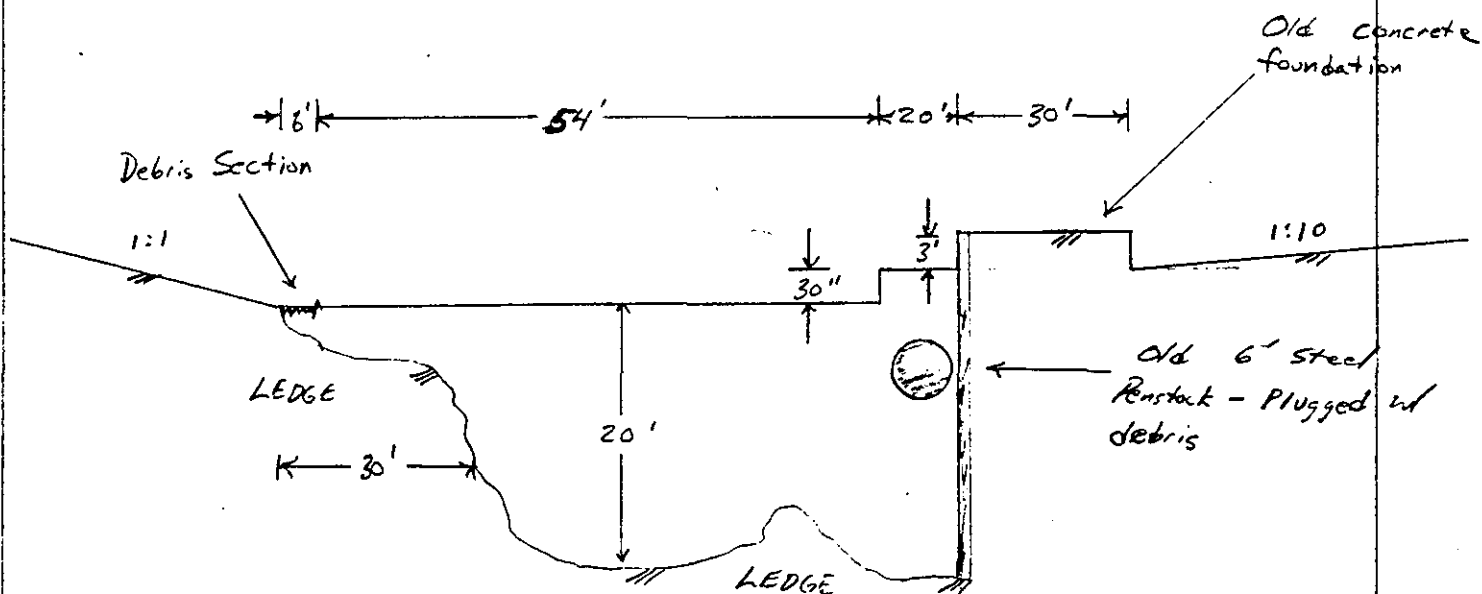 Old concrete
foundation
6' 54' 20' 30'
Debris Section
1:1
3'
1:10
30"
Old 6' Steel
Penstock - Plugged w/
debris
LEDGE
20'
30'
LEDGE